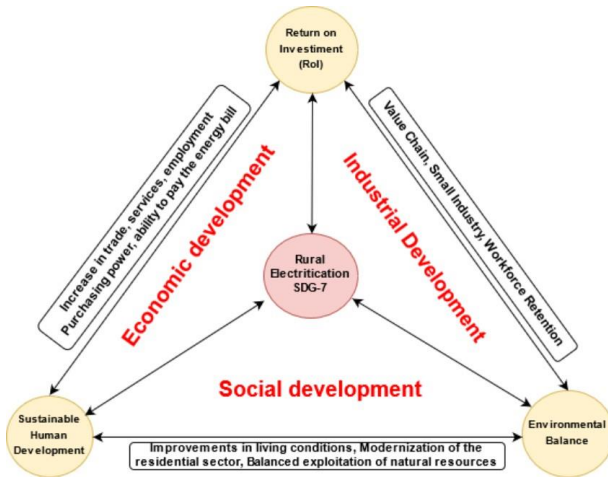 Return on
Investiment
(RoI)
Increase in trade, services, employment
Purchasing power, ability to pay the energy bill
Value Chain, Small Industry, Workforce Retention
Economic development
Industrial Development
Rural
Electritication
SDG-7
Social development
Sustainable
Human
Development
Environmental
Balance
Improvements in living conditions, Modernization of the
residential sector, Balanced exploitation of natural resources